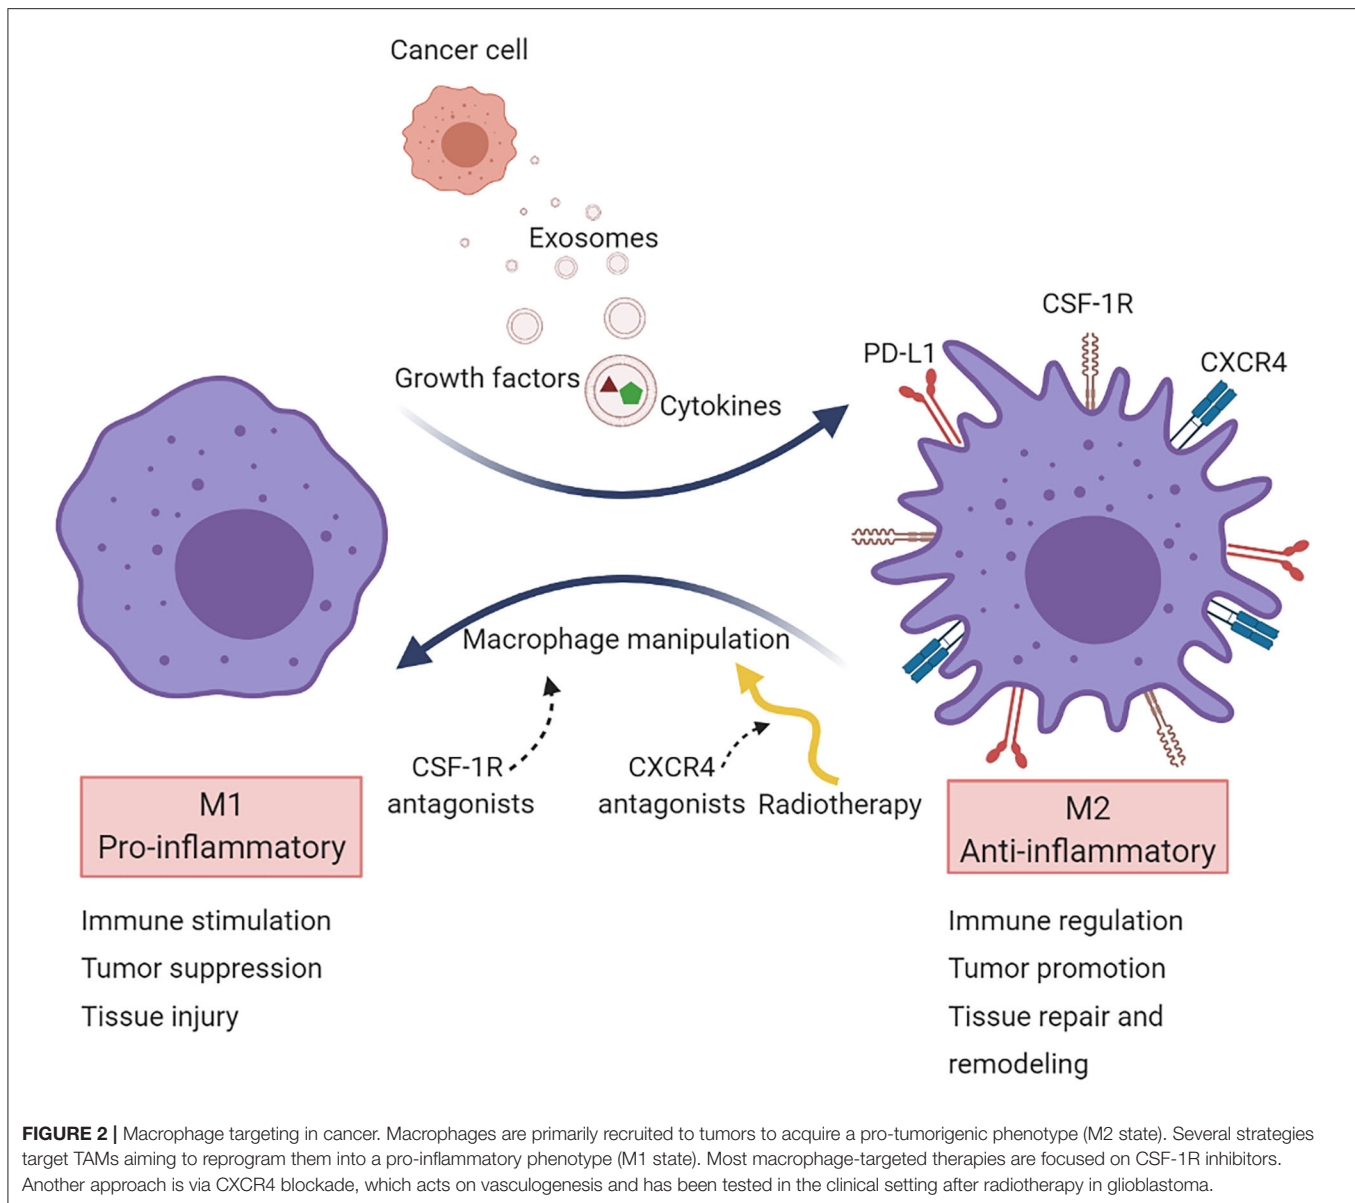 Cancer cell
Exosomes
Growth factors
Cytokines
CSF-1R
PD-L1
CXCR4
Macrophage manipulation
CSF-1R
antagonists
CXCR4
antagonists
Radiotherapy
M1
Pro-inflammatory
Immune stimulation
Tumor suppression
Tissue injury
M2
Anti-inflammatory
Immune regulation
Tumor promotion
Tissue repair and
remodeling
FIGURE 2 | Macrophage targeting in cancer. Macrophages are primarily recruited to tumors to acquire a pro-tumorigenic phenotype (M2 state). Several strategies
target TAMs aiming to reprogram them into a pro-inflammatory phenotype (M1 state). Most macrophage-targeted therapies are focused on CSF-1R inhibitors.
Another approach is via CXCR4 blockade, which acts on vasculogenesis and has been tested in the clinical setting after radiotherapy in glioblastoma.